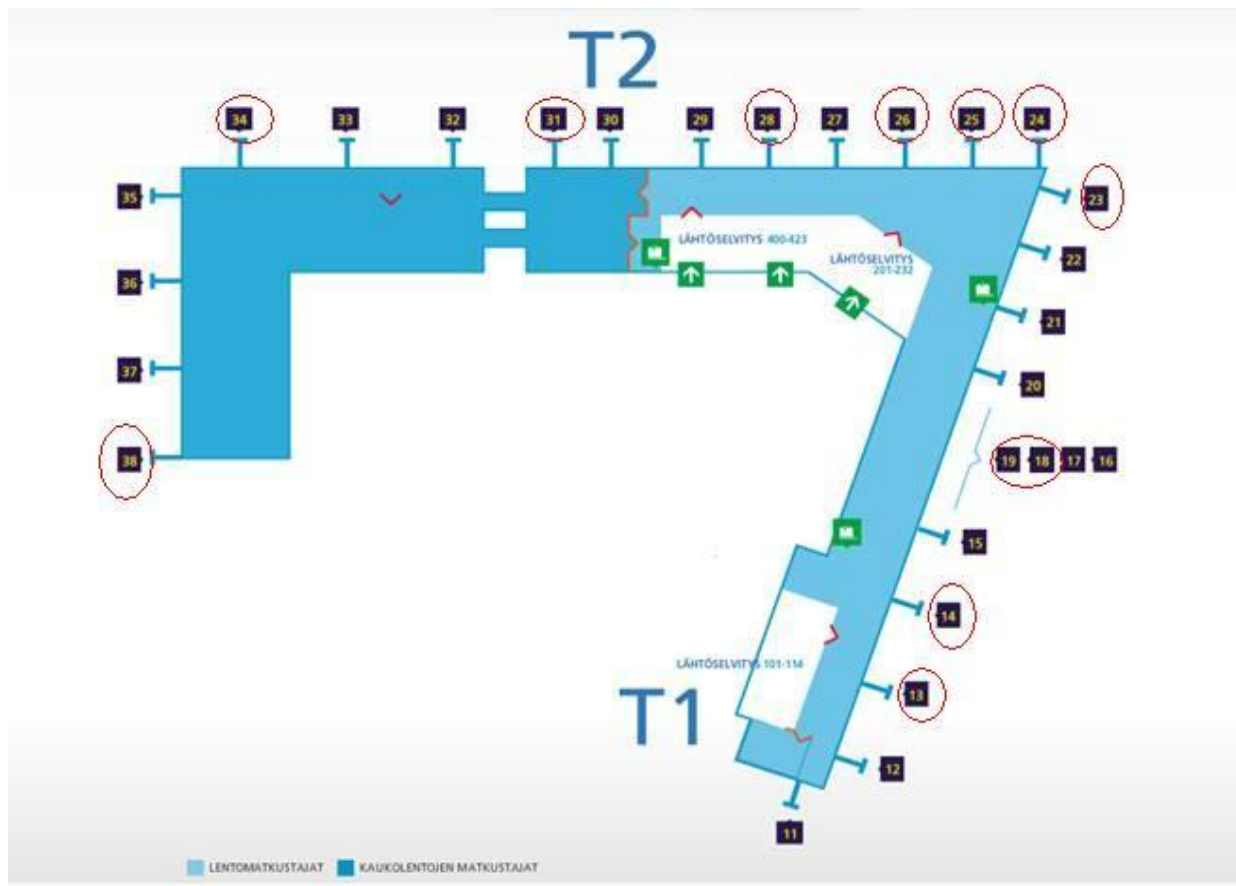 T2
34 33 32 31 30 29 28 27 26 25 24
35
23
LÄHTÖSELVITYS 400-423
LÄHTÖSELVITYS
201-232
22
36
21
37
20
38
19 18 17 16
15
14
LÄHTÖSELVITYS 101-114
T1
13
12
11
LENTOMATKUSTAJAT KAUKOLENTOJEN MATKUSTAJAT